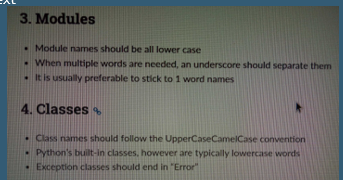 3. Modules
Module names should be all lower case
When multiple words are needed, an underscore should separate them
It is usually preferable to stick to 1 word names
4. Classes
Class names should follow the UpperCaseCamelCase convention
Python's built-in classes, however are typically lowercase words
Exception classes should end in "Error"